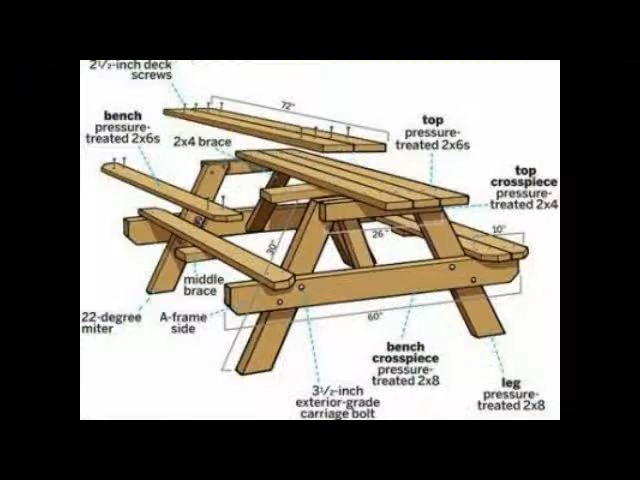 2½-inch deck
screws
72"
bench
pressure-
treated 2x6s
2x4 brace
top
pressure-
treated 2x6s
top
crosspiece
pressure-
treated 2x4
30"
26"
10"
middle
brace
22-degree
miter
A-frame
side
60"
bench
crosspiece
pressure-
treated 2x8
3½-inch
exterior-grade
carriage bolt
leg
pressure-
treated 2x8